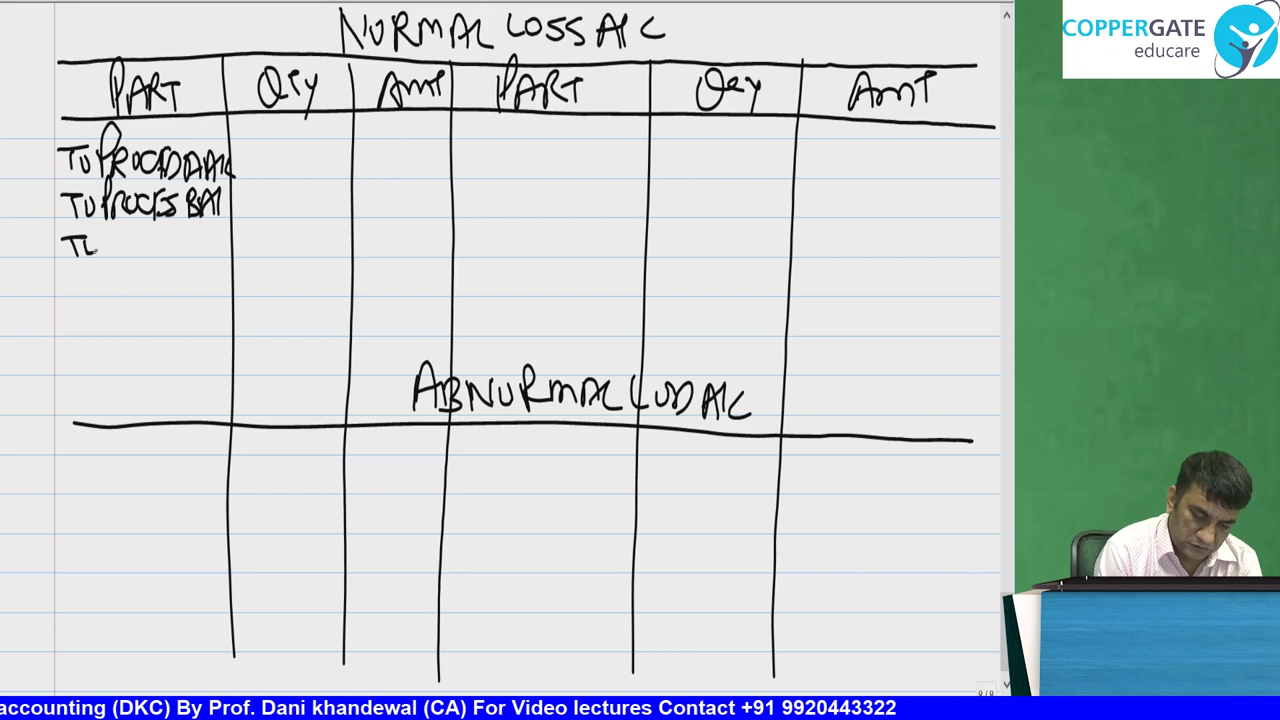 NORMAL LOSS A/C
PART QTY AMT PART QTY AMT
TO PROCESS A A/C
TO PROCESS B A/
TO
ABNORMAL LOSS A/C
COPPERGATE
educare
accounting (DKC) By Prof. Dani khandewal (CA) For Video lectures Contact +91 9920443322